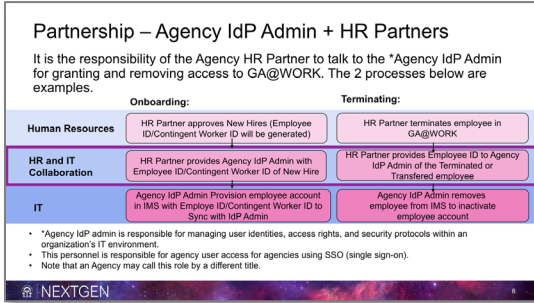 Partnership – Agency IdP Admin + HR Partners
It is the responsibility of the Agency HR Partner to talk to the *Agency IdP Admin
for granting and removing access to GA@WORK. The 2 processes below are
examples.
Onboarding:
Terminating:
Human Resources
HR Partner approves New Hires (Employee
ID/Contingent Worker ID will be generated)
HR Partner terminates employee in
GA@WORK
HR and IT
Collaboration
HR Partner provides Agency IdP Admin with
Employee ID/Contingent Worker ID of New Hire
HR Partner provides Employee ID to Agency
IdP Admin of the Terminated or
Transfered employee
IT
Agency IdP Admin Provision employee account
in IMS with Employe ID/Contingent Worker ID to
Sync with IdP Admin
Agency IdP Admin removes
employee from IMS to inactivate
employee account
• *Agency IdP admin is responsible for managing user identities, access rights, and security protocols within an
organization's IT environment.
• This personnel is responsible for agency user access for agencies using SSO (single sign-on).
• Note that an Agency may call this role by a different title.
NEXTGEN
8